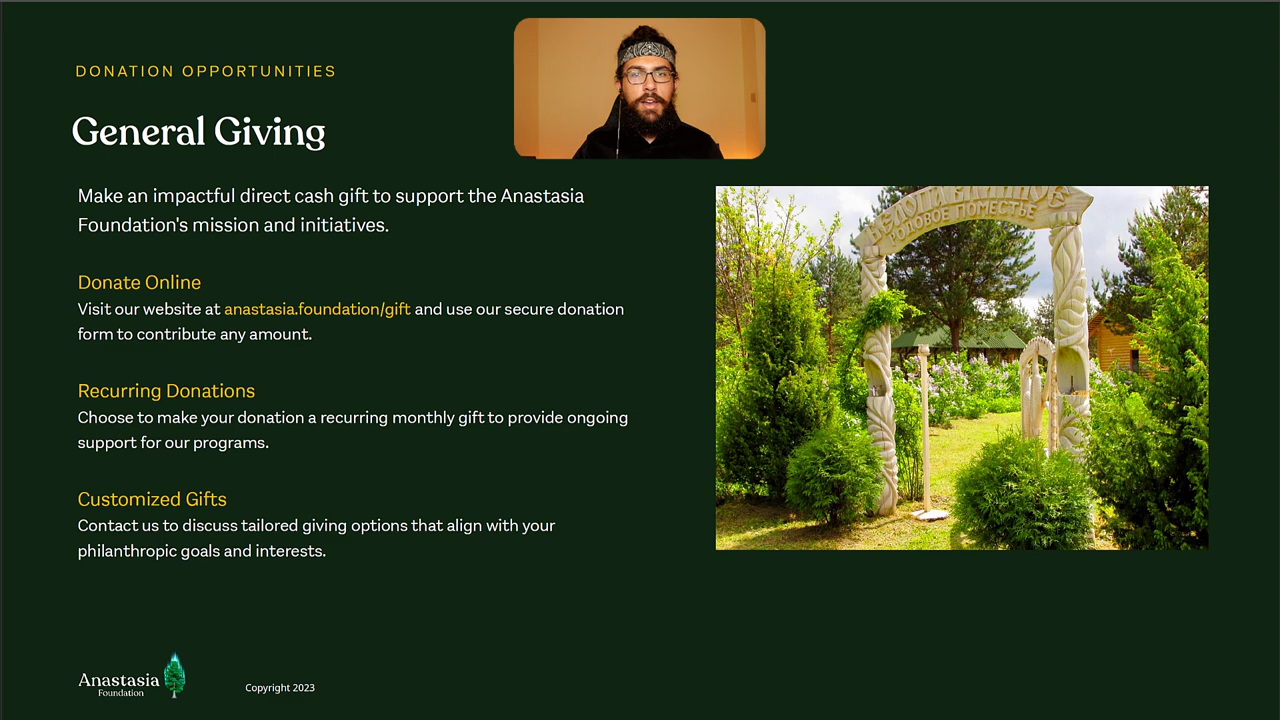 DONATION OPPORTUNITIES
General Giving
Make an impactful direct cash gift to support the Anastasia
Foundation's mission and initiatives.
Donate Online
Visit our website at anastasia.foundation/gift and use our secure donation
form to contribute any amount.
Recurring Donations
Choose to make your donation a recurring monthly gift to provide ongoing
support for our programs.
Customized Gifts
Contact us to discuss tailored giving options that align with your
philanthropic goals and interests.
РОДОВОЕ ПОМЕСТЬЕ
Anastasia
Foundation
Copyright 2023